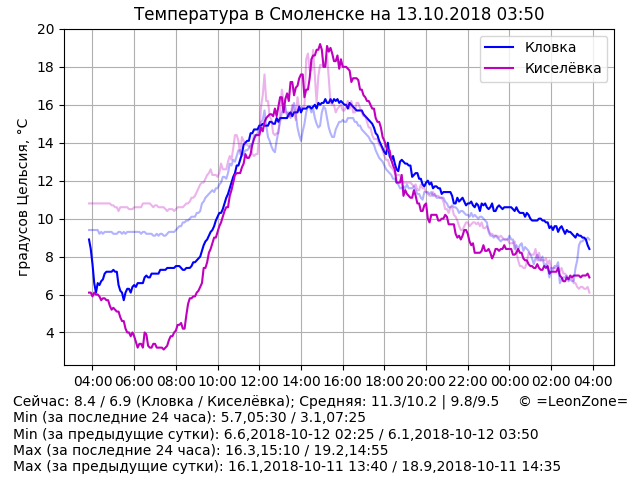 Температура в Смоленске на 13.10.2018 03:50
градусов Цельсия, °C
20
18
16
14
12
10
8
6
4
Кловка
Киселёвка
04:00 06:00 08:00 10:00 12:00 14:00 16:00 18:00 20:00 22:00 00:00 02:00 04:00
Сейчас: 8.4 / 6.9 (Кловка / Киселёвка); Средняя: 11.3/10.2 | 9.8/9.5 © =LeonZone=
Min (за последние 24 часа): 5.7,05:30 / 3.1,07:25
Min (за предыдущие сутки): 6.6,2018-10-12 02:25 / 6.1,2018-10-12 03:50
Max (за последние 24 часа): 16.3,15:10 / 19.2,14:55
Max (за предыдущие сутки): 16.1,2018-10-11 13:40 / 18.9,2018-10-11 14:35